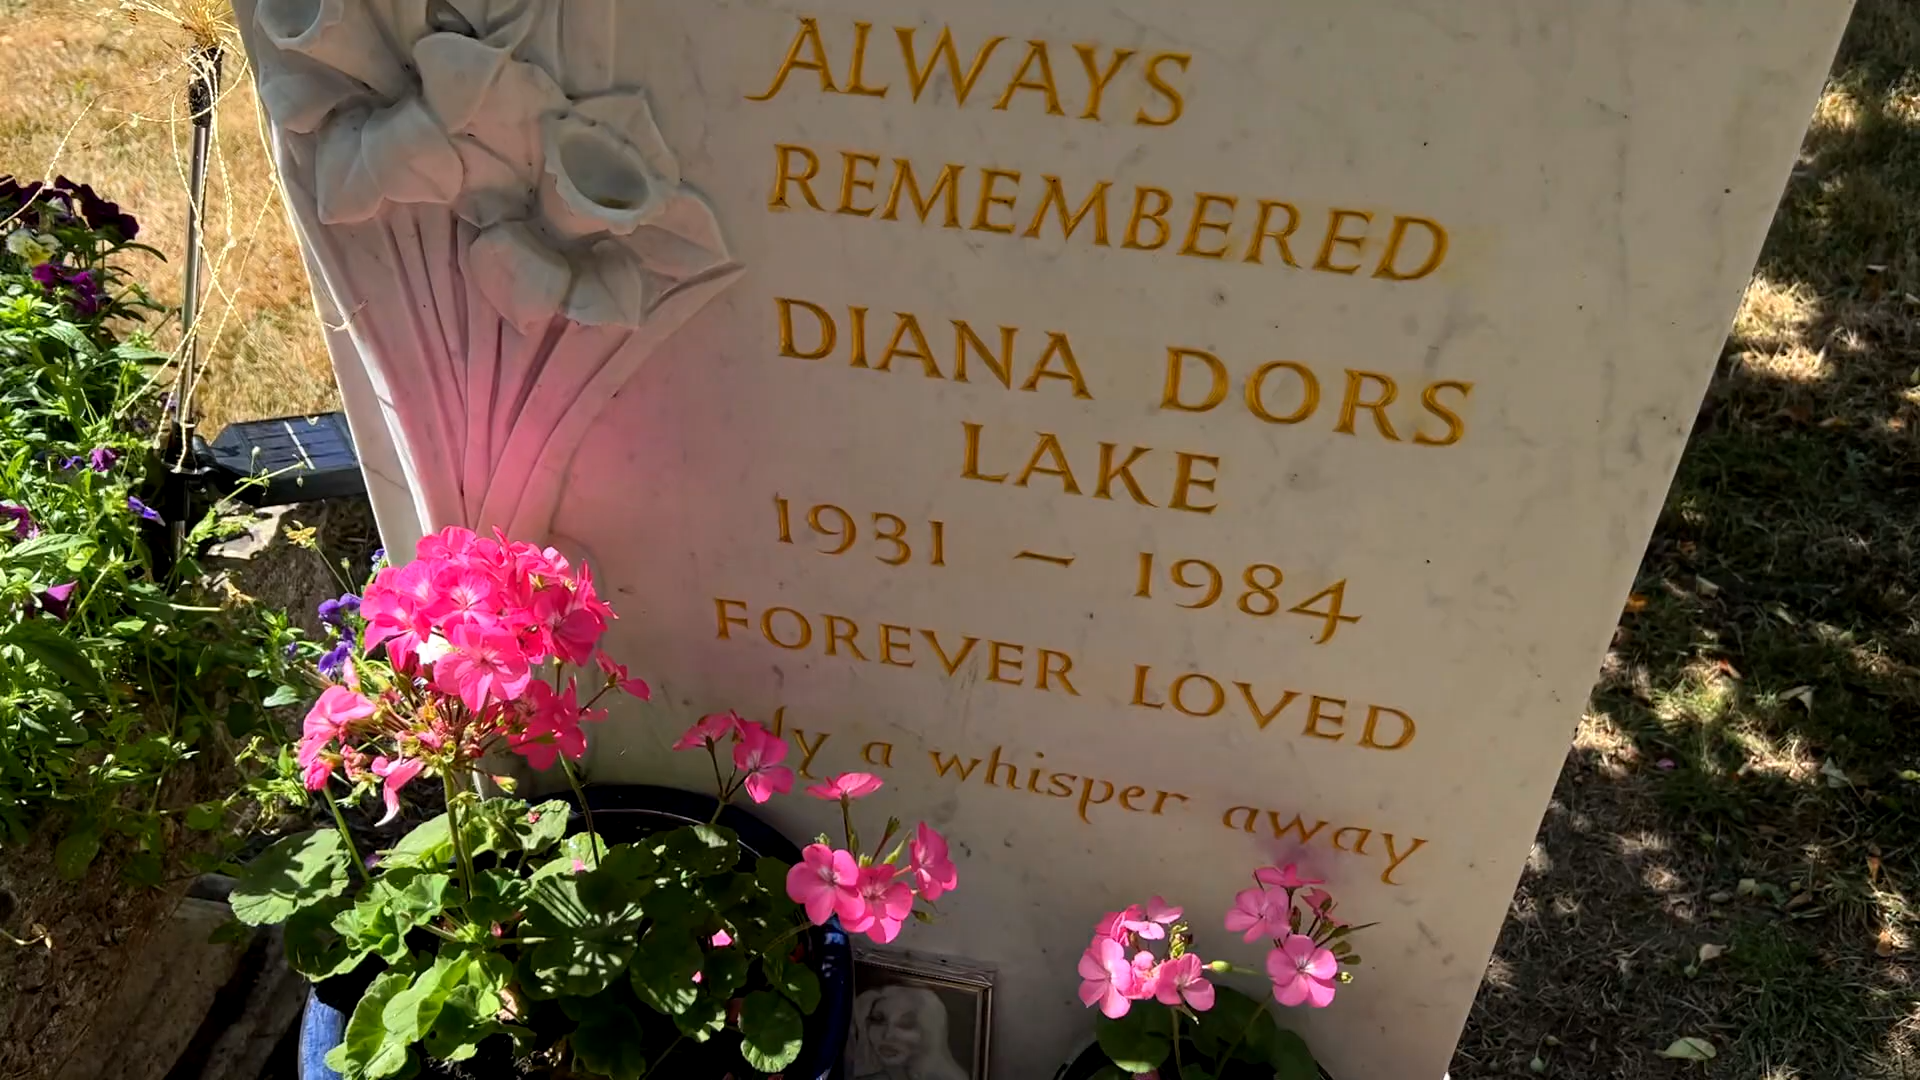 ALWAYS
REMEMBERED
DIANA DORS
LAKE
1931 – 1984
FOREVER LOVED
a whisper away